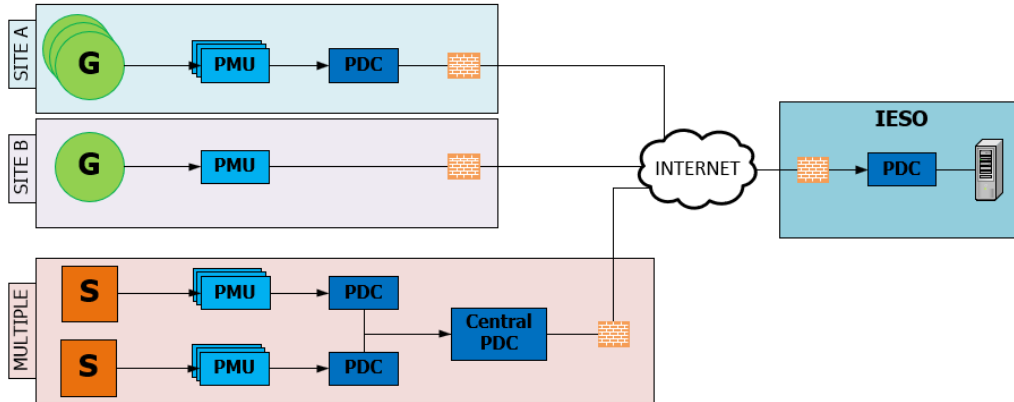 SITE A
G
PMU
PDC
SITE B
G
PMU
INTERNET
IESO
PDC
MULTIPLE
S
PMU
PDC
Central
PDC
S
PMU
PDC